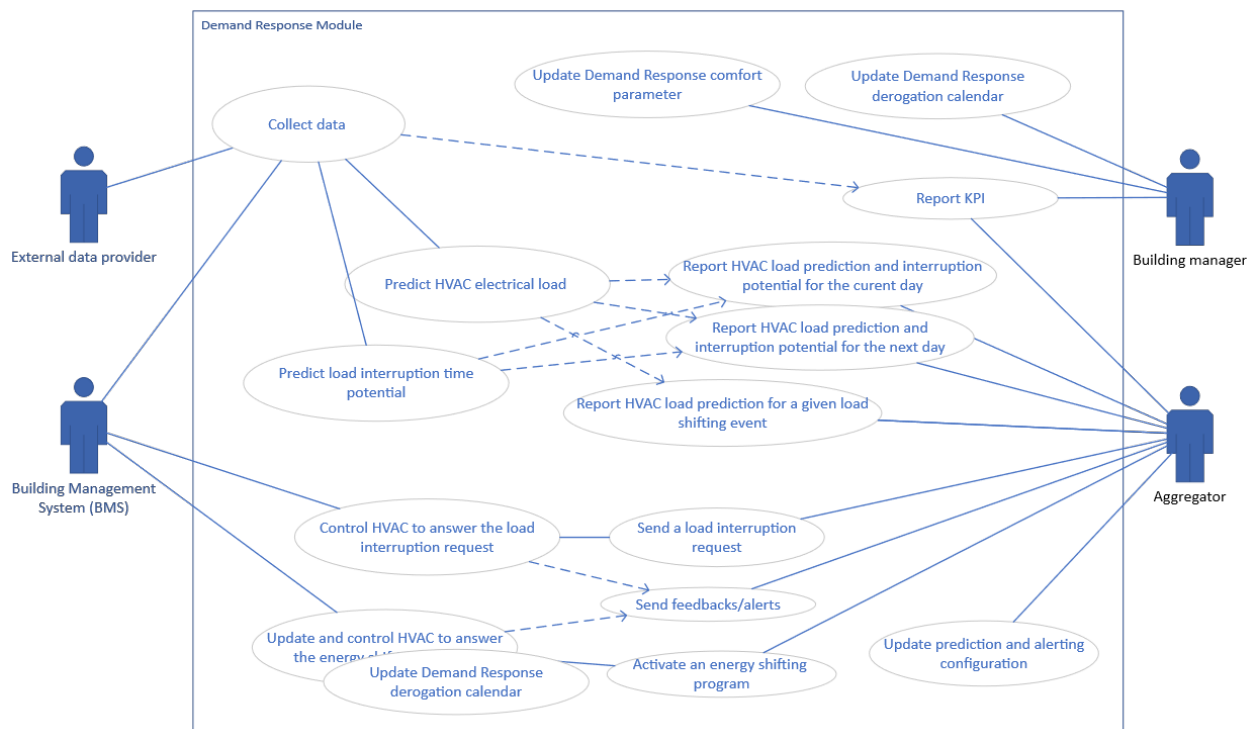 Demand Response Module
Update Demand Response comfort
parameter
Update Demand Response
derogation calendar
Collect data
External data provider
Report KPI
Building manager
Predict HVAC electrical load
Report HVAC load prediction and interruption
potential for the curent day
Report HVAC load prediction and
interruption potential for the next day
Predict load interruption time
potential
Report HVAC load prediction for a given load
shifting event
Building Management
System (BMS)
Aggregator
Control HVAC to answer the load
interruption request
Send a load interruption
request
Send feedbacks/alerts
Update and control HVAC to answer
the energy
Update prediction and alerting
configuration
Update Demand Response
derogation calendar
Activate an energy shifting
program